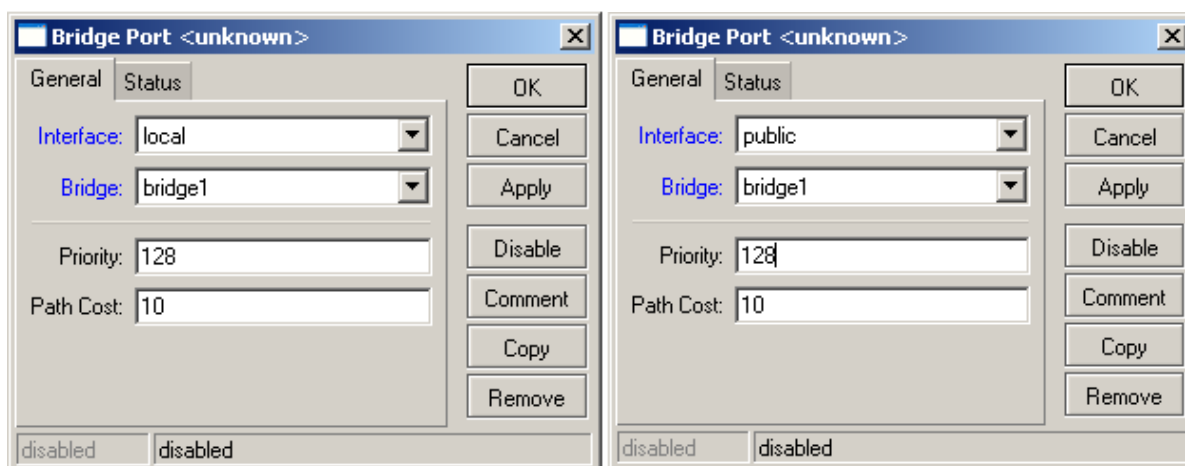 Bridge Port <unknown>
General
Status
Interface: local
Bridge: bridge1
Priority: 128
Path Cost: 10
OK
Cancel
Apply
Disable
Comment
Copy
Remove
disabled
disabled
Bridge Port <unknown>
General
Status
Interface: public
Bridge: bridge1
Priority: 128
Path Cost: 10
OK
Cancel
Apply
Disable
Comment
Copy
Remove
disabled
disabled